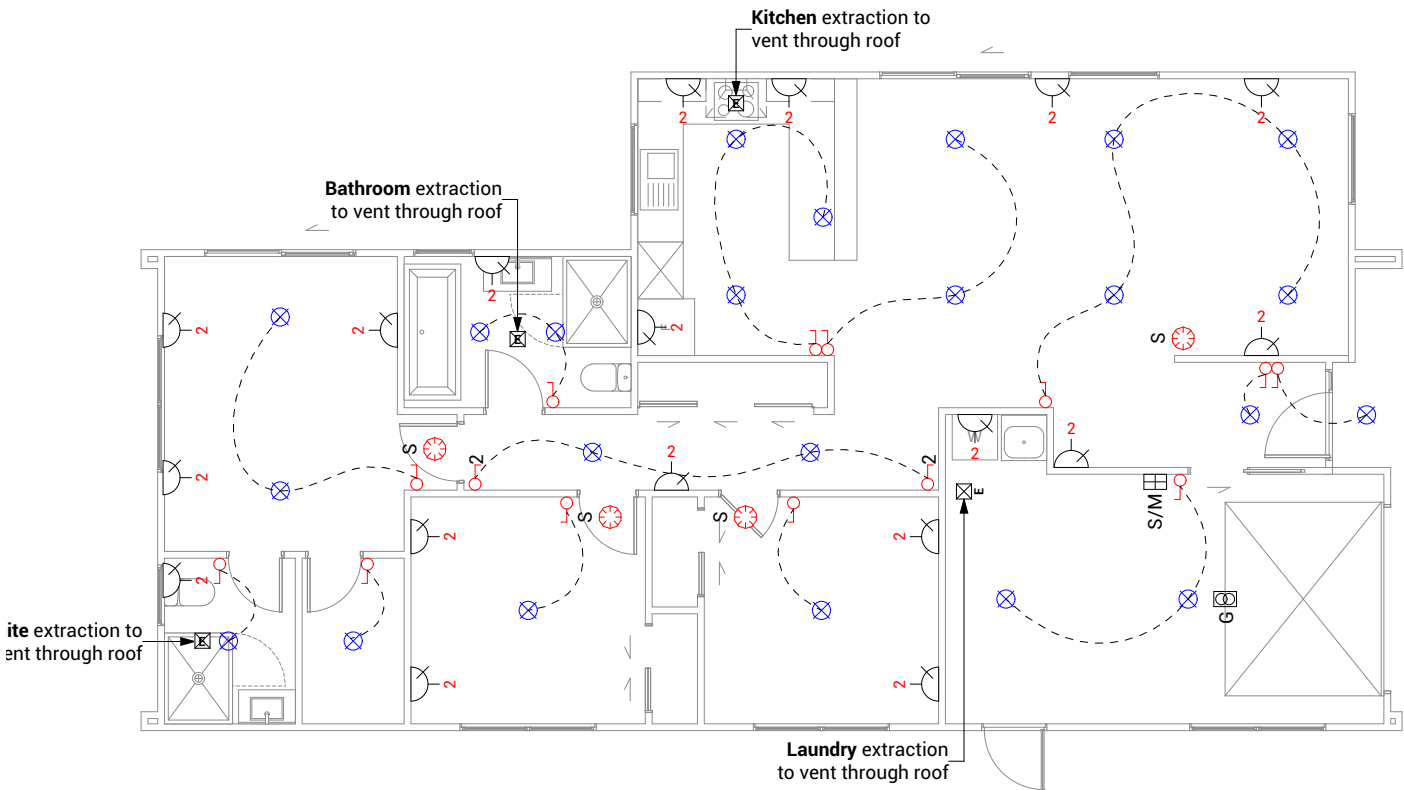 Kitchen extraction to
vent through roof
2
2
2
2
E
Bathroom extraction
to vent through roof
2
2
2
2
E
S
2
S
2
2
2
2
2
E
S/M
2
S
S
2
2
2
E
G
ite extraction to
ent through roof
2
2
2
Laundry extraction
to vent through roof